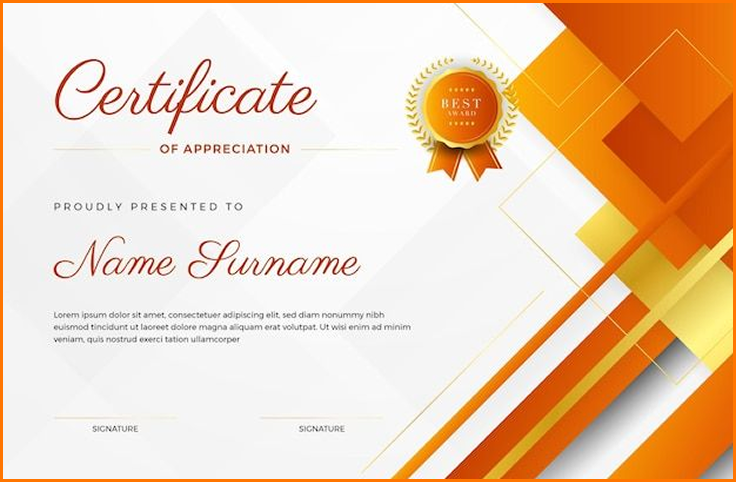 Certificate
OF APPRECIATION
BEST
AWARD
PROUDLY PRESENTED TO
Name Surname
Lorem ipsum dolor sit amet, consectetuer adipiscing elit, sed diam nonummy nibh
euismod tincidunt ut laoreet dolore magna aliquam erat volutpat. Ut wisi enim ad minim
veniam, quis nostrud exerci tation ullamcorper
SIGNATURE
SIGNATURE